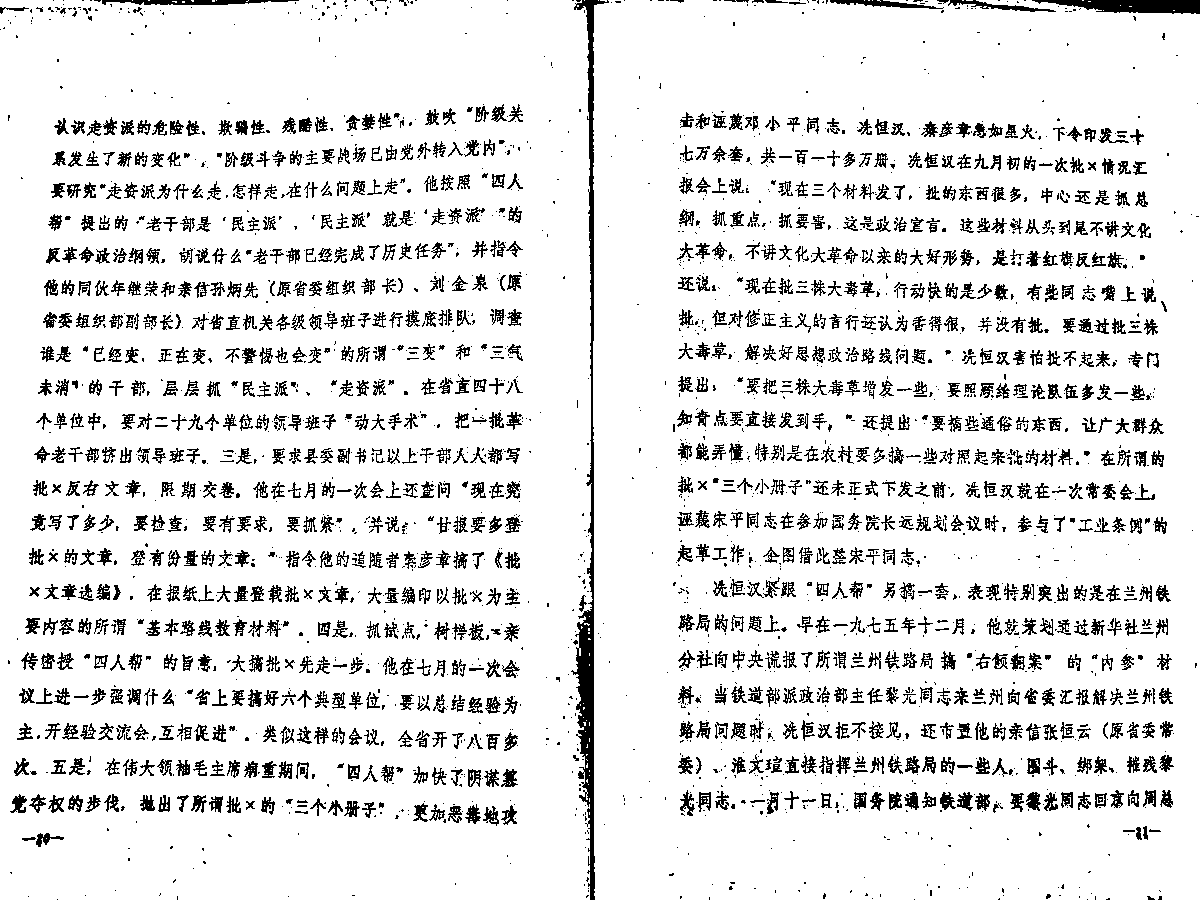 认识走资派的危险性、欺骗性、残酷性、贪婪性”，鼓吹“阶级关
系发生了新的变化”，“阶级斗争的主要战场已由党外转入党内”，
要研究“走资派为什么走，怎样走，在什么问题上走”。他按照“四人
帮”提出的“老干部是‘民主派’，‘民主派’就是‘走资派’”的
反革命政治纲领，胡说什么“老干部已经完成了历史任务”，并指令
他的同伙年继荣和亲信孙炳先（原省委组织部长）、刘金泉（原
省委组织部副部长）对省直机关各级领导班子进行摸底排队，调查
谁是“已经变、正在变、不警惕也会变”的所谓“三变”和“三气
未消”的干部，层层抓“民主派”、“走资派”。在省直四十八
个单位中，要对二十九个单位的领导班子“动大手术”，把一批革
命老干部挤出领导班子。三是，要求县委副书记以上干部人人都写
批×反右文章，限期交卷。他在七月的一次会上还查问“现在究
竟写了多少，要检查，要有要求，要抓紧”，并说：“甘报要多登
批×的文章，登有份量的文章；”指令他的追随者秦彦章搞了《批
×文章选编》，在报纸上大量登载批×文章，大量编印以批×为主
要内容的所谓“基本路线教育材料”。四是，抓试点，树样板，亲
传密授“四人帮”的旨意，大搞批×先走一步。他在七月的一次会
议上进一步强调什么“省上要搞好六个典型单位，要以总结经验为
主，开经验交流会，互相促进”。类似这样的会议，全省开了八百多
次。五是，在伟大领袖毛主席病重期间，“四人帮”加快了阴谋篡
党夺权的步伐，抛出了所谓批×的“三个小册子”，更加恶毒地攻
—20—
击和诬蔑邓小平同志。冼恒汉、秦彦章急如星火，下令印发三十
七万余套，共一百一十多万册。冼恒汉在九月初的一次批×情况汇
报会上说：“现在三个材料发了，批的东西很多，中心还是抓总
纲，抓重点，抓要害，这是政治宣言。这些材料从头到尾不讲文化
大革命，不讲文化大革命以来的大好形势，是打着红旗反红旗。”
还说：“现在批三株大毒草，行动快的是少数，有些同志嘴上说
批，但对修正主义的言行还认为香得很，并没有批。要通过批三株
大毒草，解决好思想政治路线问题。”冼恒汉害怕批不起来，专门
提出：“要把三株大毒草增发一些，要照顾给理论队伍多发一些。
知青点要直接发到手，”还提出“要搞些通俗的东西，让广大群众
都能弄懂，特别是在农村要多搞一些对照起来批的材料。”在所谓的
批×“三个小册子”还未正式下发之前，冼恒汉就在一次常委会上，
诬蔑宋平同志在参加国务院长远规划会议时，参与了“工业条例”的
起草工作，企图借此整宋平同志。
冼恒汉紧跟“四人帮”另搞一套，表现特别突出的是在兰州铁
路局的问题上。早在一九七五年十二月，他就策划通过新华社兰州
分社向中央谎报了所谓兰州铁路局搞“右倾翻案”的“内参”材
料。当铁道部派政治部主任黎光同志来兰州向省委汇报解决兰州铁
路局问题时，冼恒汉拒不接见，还布置他的亲信张恒云（原省委常
委）、淮文瑄直接指挥兰州铁路局的一些人，围斗、绑架、摧残黎
光同志。一月十一日，国务院通知铁道部，要黎光同志回京向周总
—21—